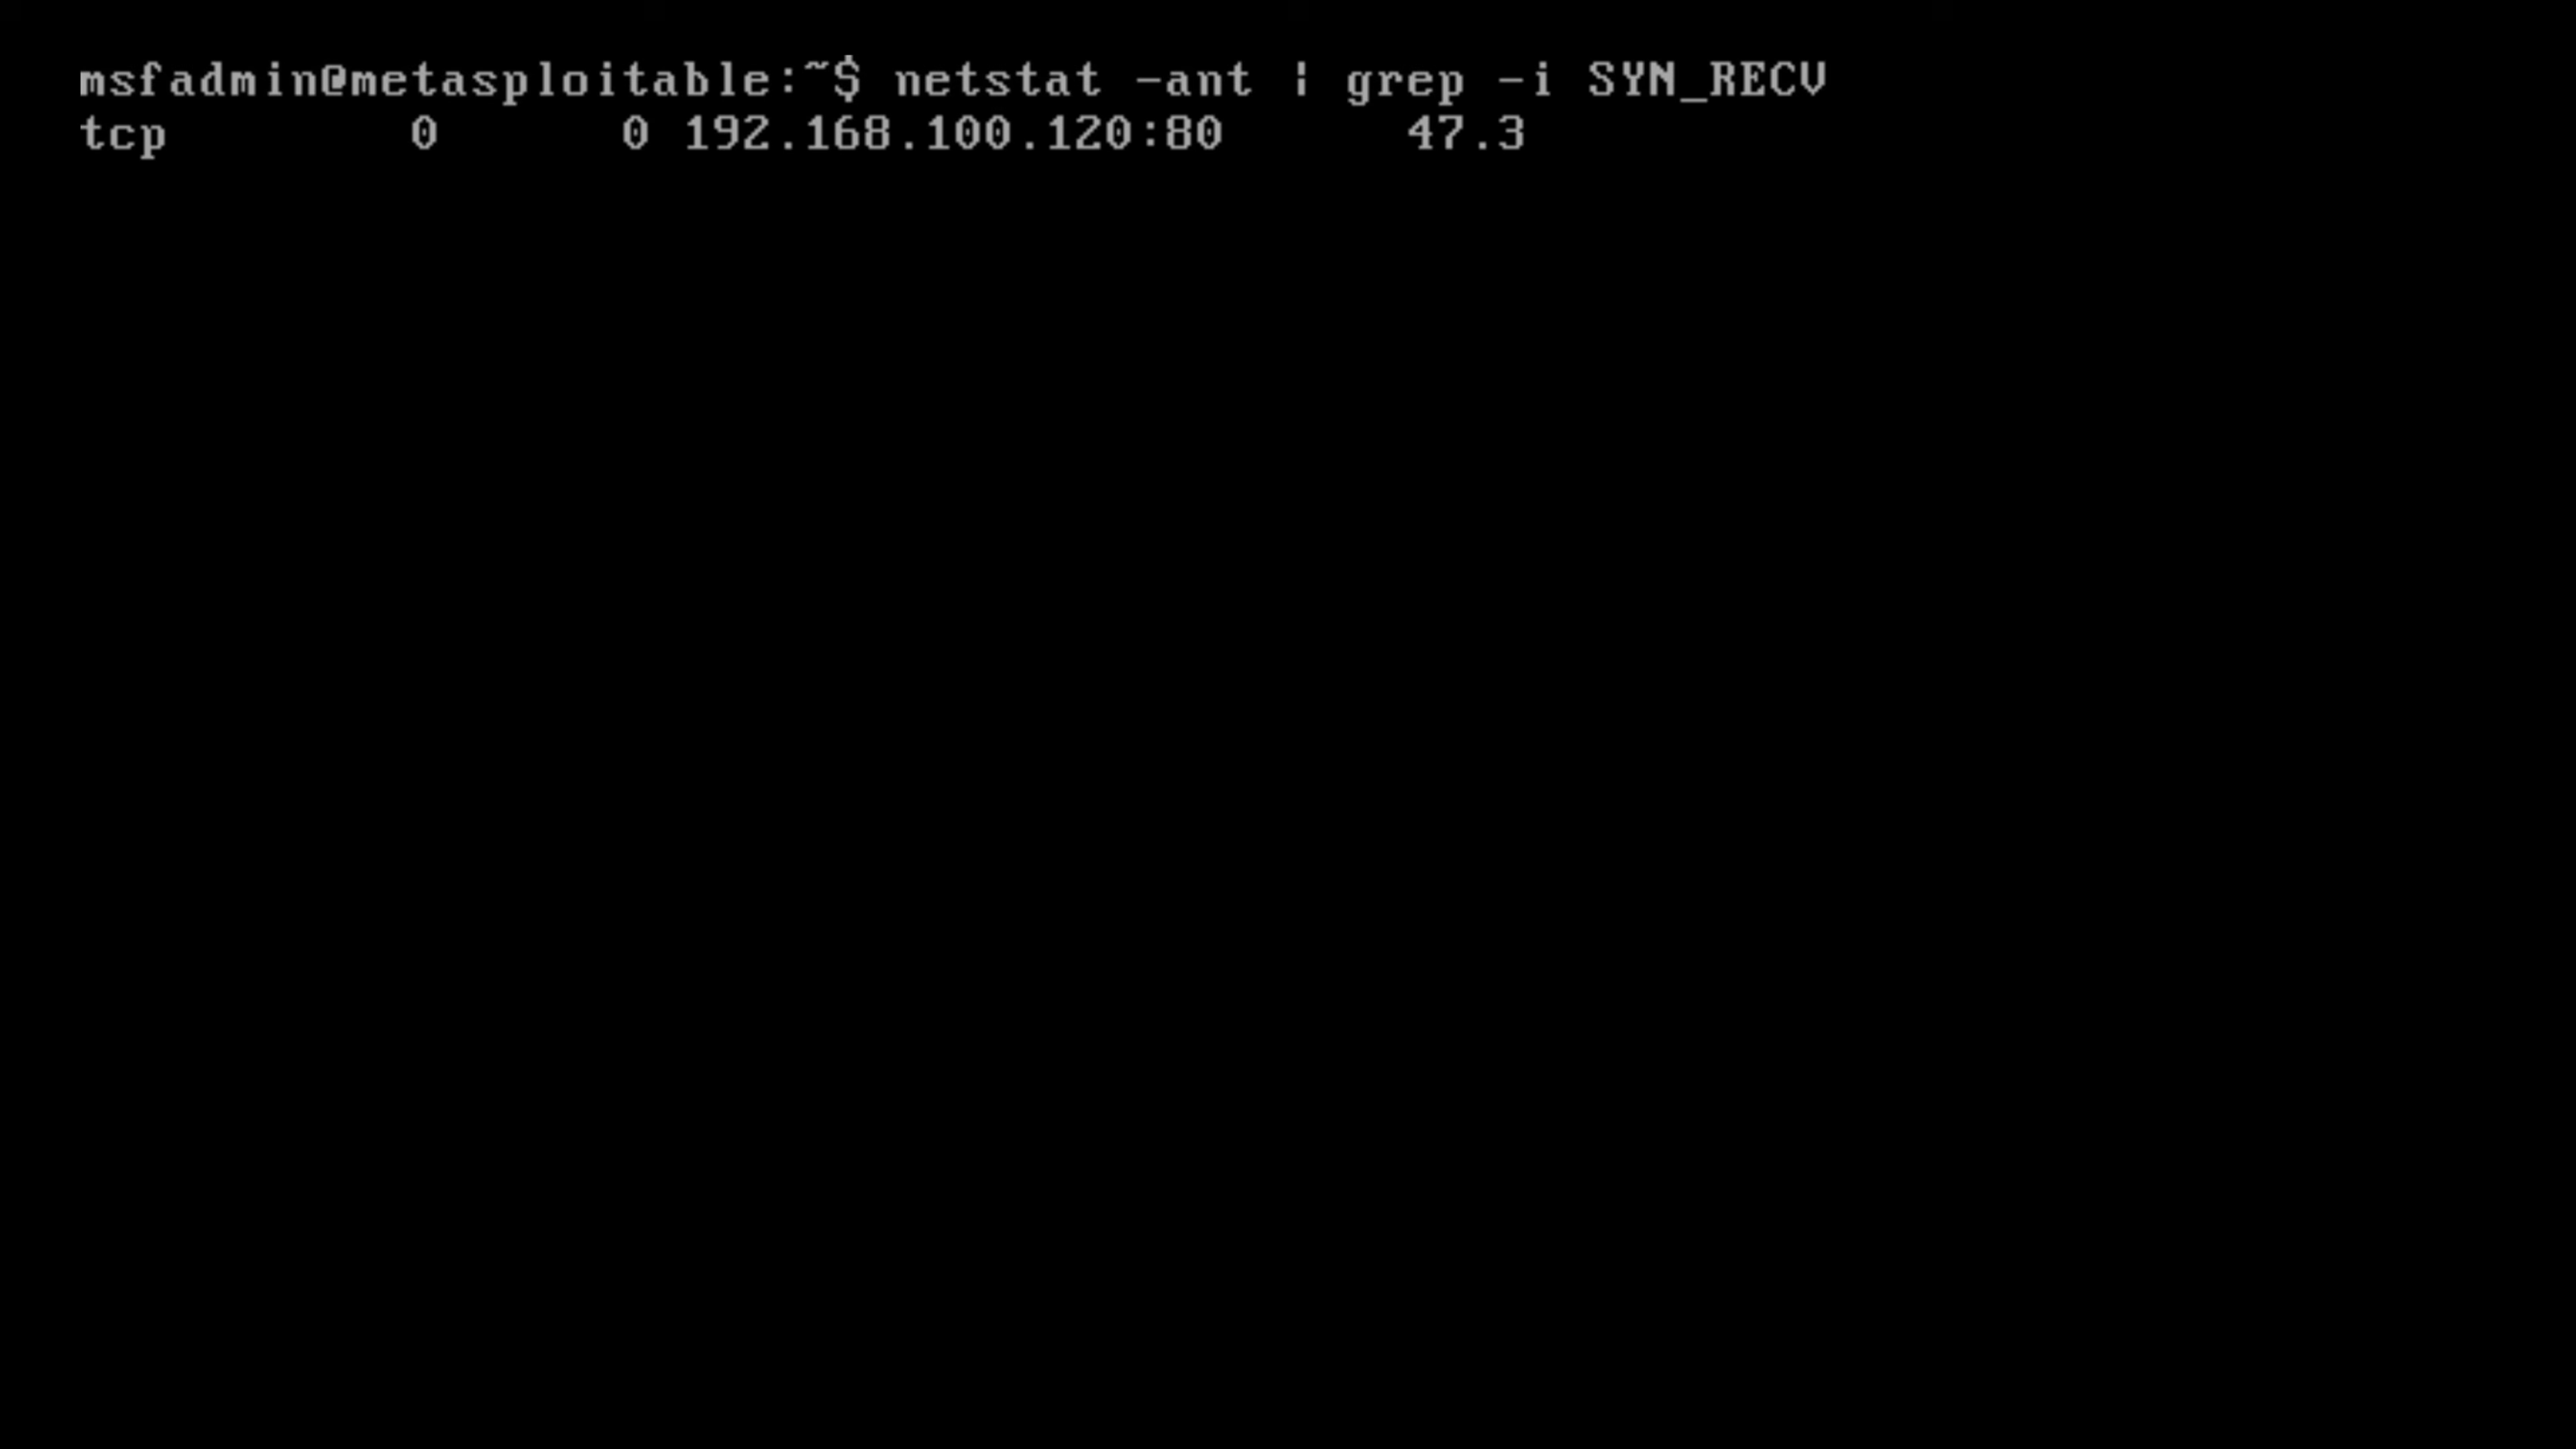 msfadmin@metasploitable:~$ netstat -ant | grep -i SYN_RECV
tcp        0      0 192.168.100.120:80      47.3